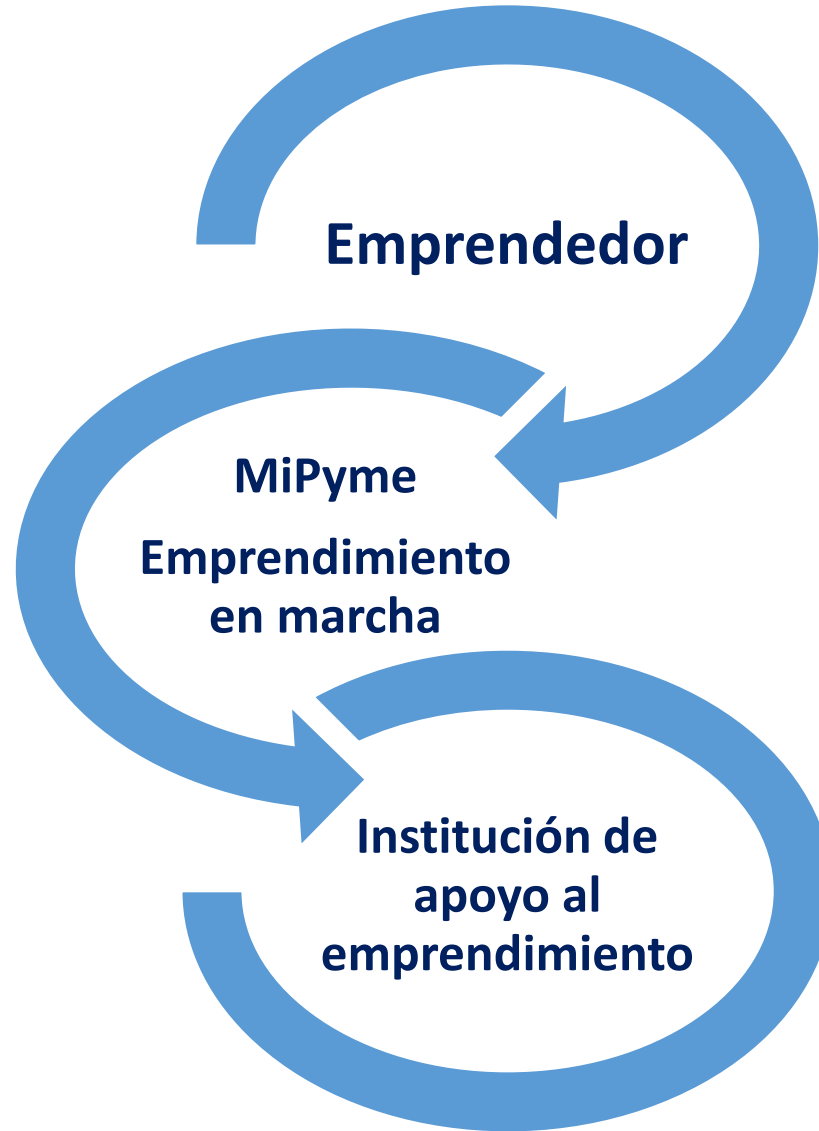 Emprendedor
MiPyme
Emprendimiento
en marcha
Institución de
apoyo al
emprendimiento